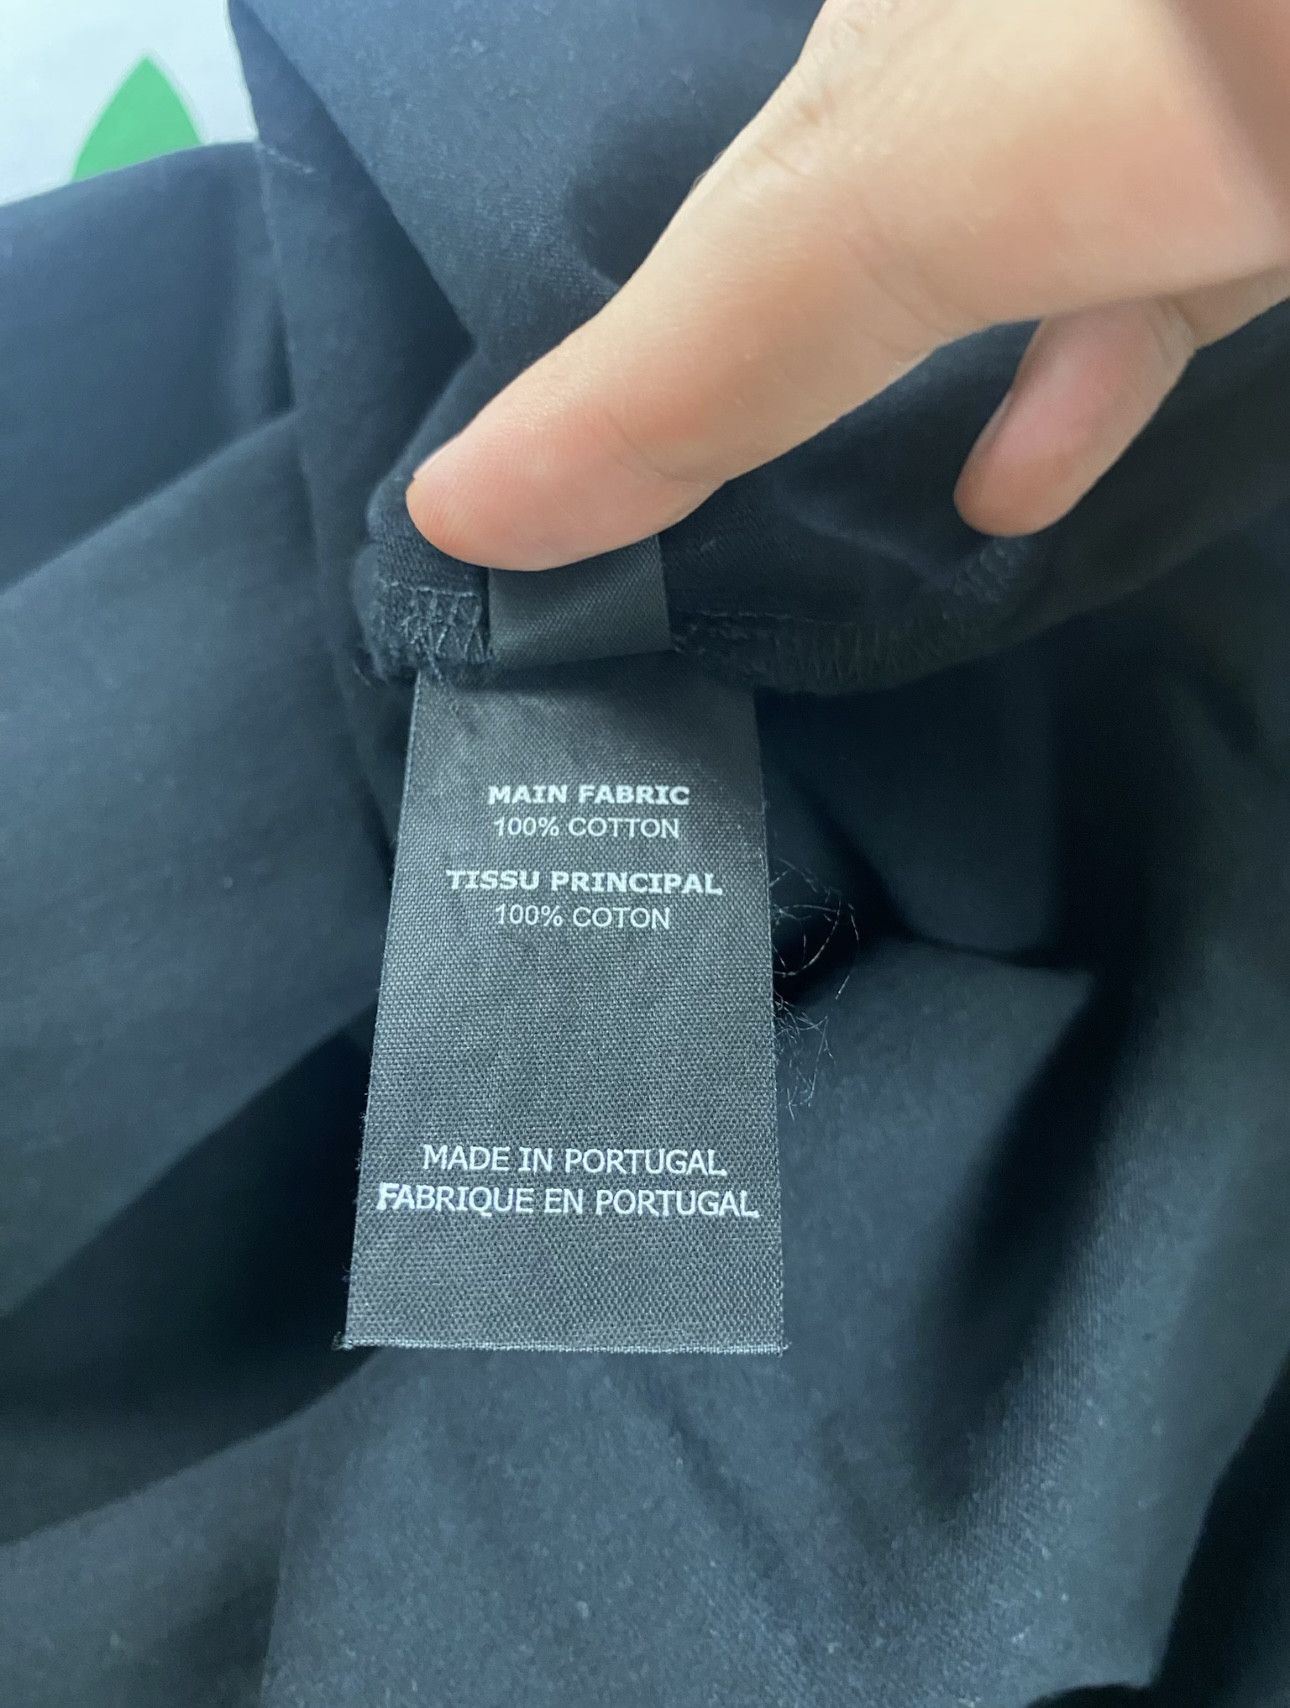 MAIN FABRIC
100% COTTON
TISSU PRINCIPAL
100% COTON
MADE IN PORTUGAL
FABRIQUE EN PORTUGAL